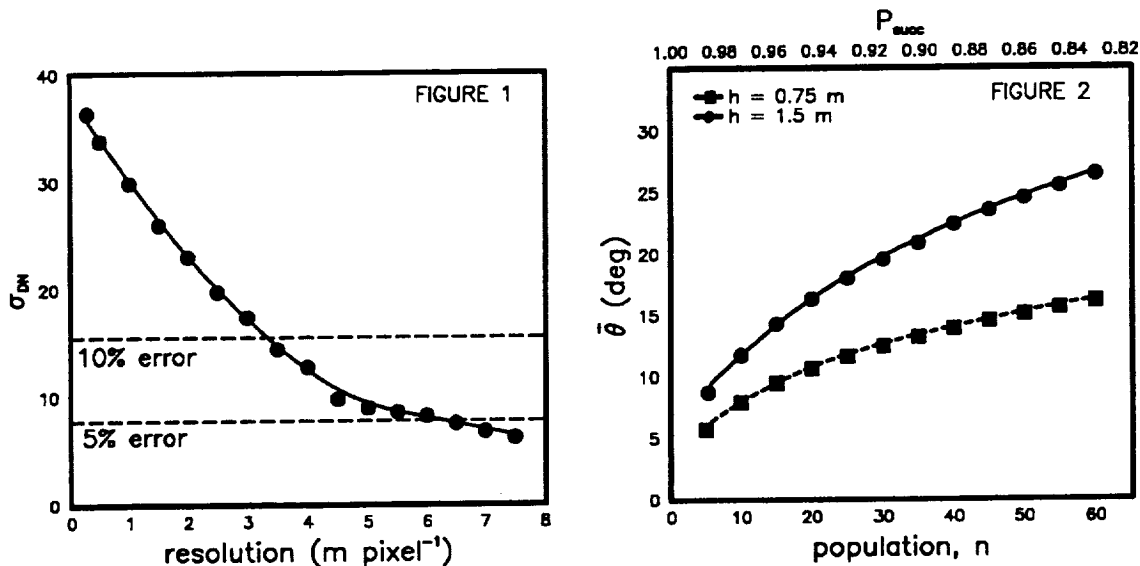 FIGURE 1
40
30
20
10
0
σDN
10% error
5% error
0 1 2 3 4 5 6 7 8
resolution (m pixel⁻¹)
Psucc
1.00 0.98 0.96 0.94 0.92 0.90 0.88 0.86 0.84 0.82
FIGURE 2
h = 0.75 m
h = 1.5 m
30
25
20
15
10
5
0
θ̄ (deg)
0 10 20 30 40 50 60
population, n